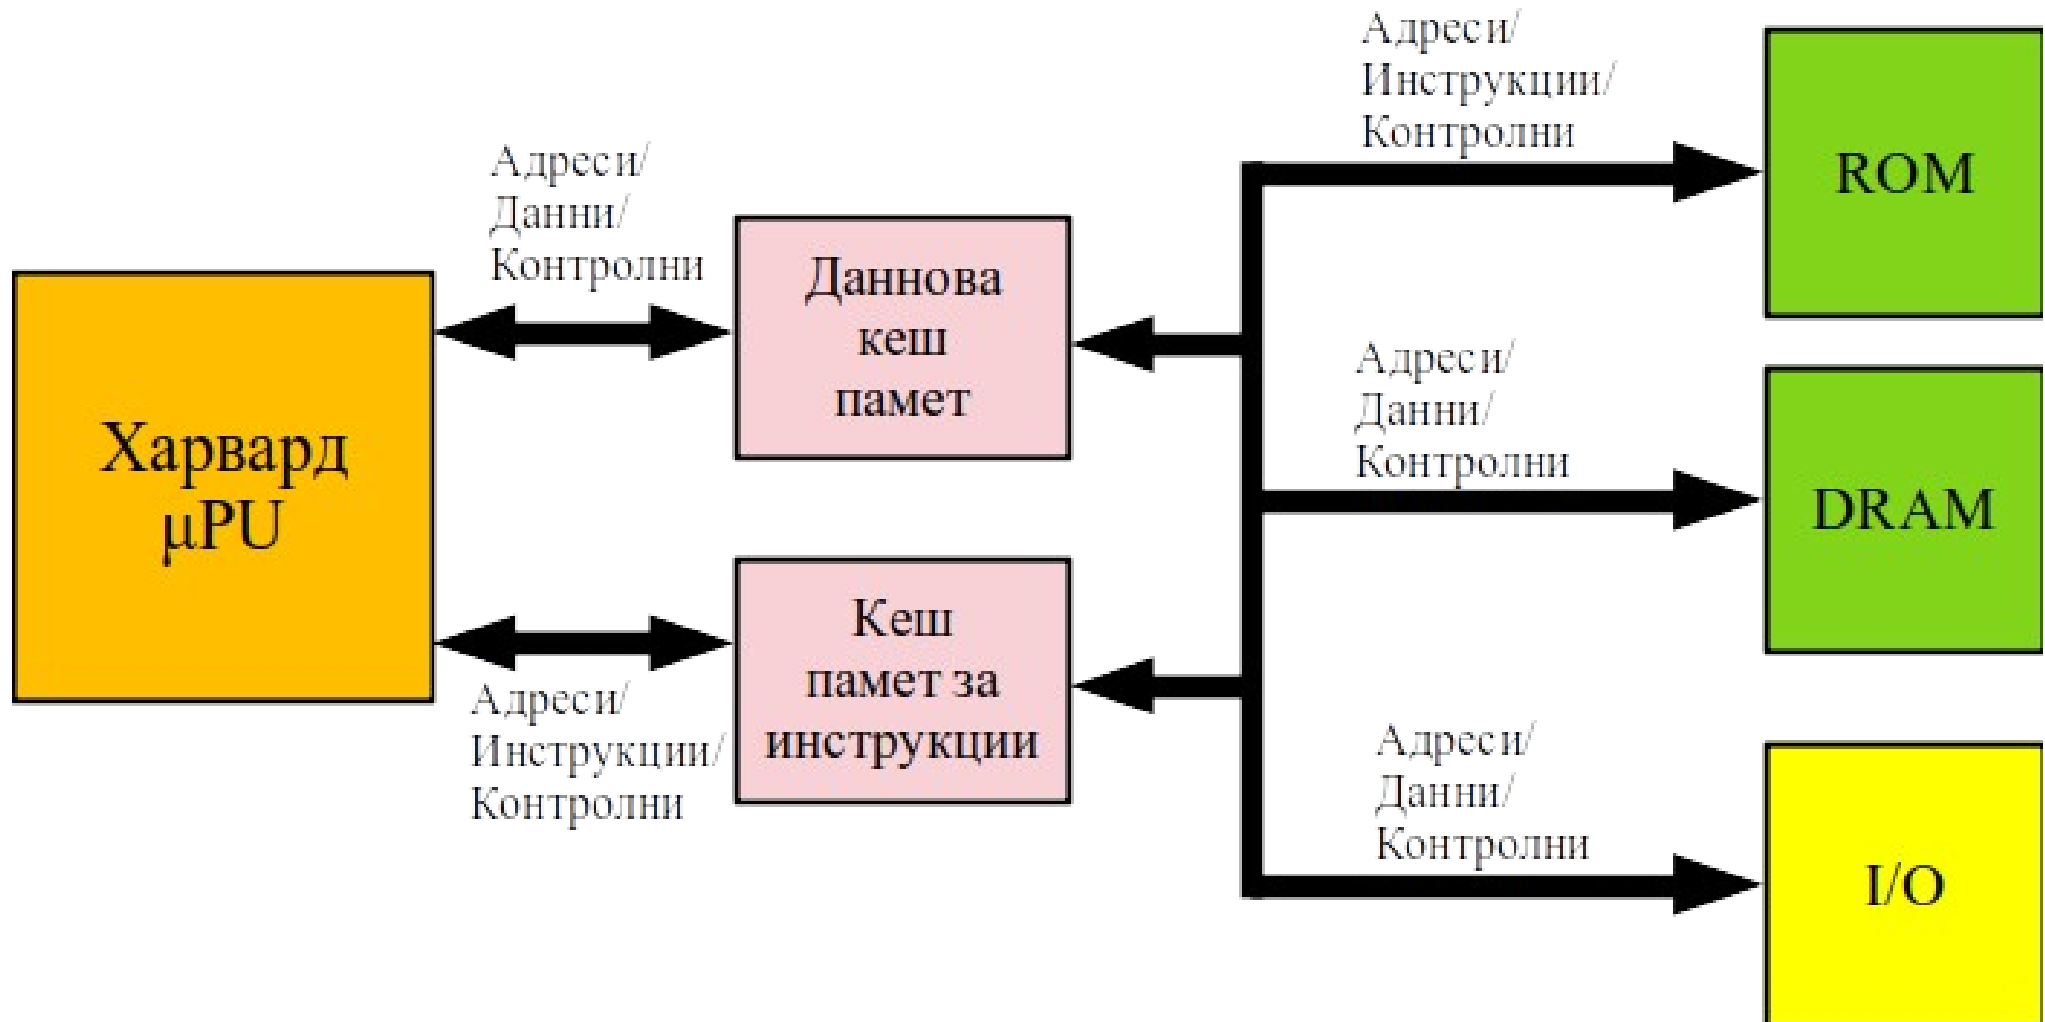 Адреси/
Инструкции/
Контролни
ROM
Адреси/
Данни/
Контролни
Даннова
кеш
памет
Харвард
μPU
Адреси/
Данни/
Контролни
DRAM
Кеш
памет за
инструкции
Адреси/
Инструкции/
Контролни
Адреси/
Данни/
Контролни
I/O